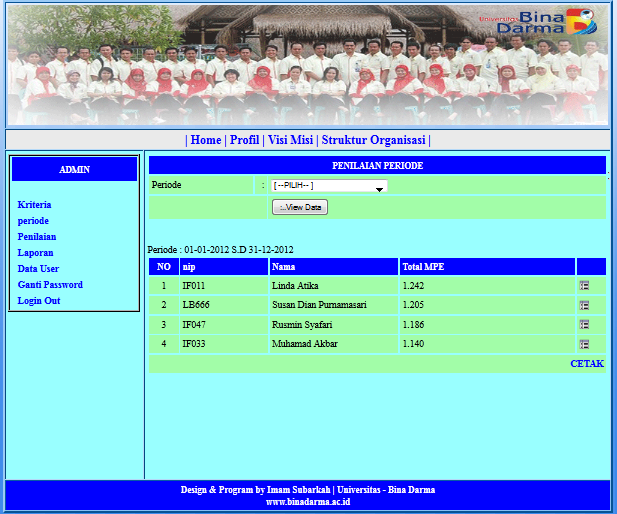 Universitas Bina
Darma
| Home | Profil | Visi Misi | Struktur Organisasi |
ADMIN
Kriteria
periode
Penilaian
Laporan
Data User
Ganti Password
Login Out
PENILAIAN PERIODE
Periode : [ --PILIH-- ]
:..View Data
Periode : 01-01-2012 S.D 31-12-2012
NO nip Nama Total MPE
1 IF011 Linda Atika 1.242
2 LB666 Susan Dian Purnamasari 1.205
3 IF047 Rusmin Syafari 1.186
4 IF033 Muhamad Akbar 1.140
CETAK
Design & Program by Imam Subarkah | Universitas - Bina Darma
www.binadarma.ac.id